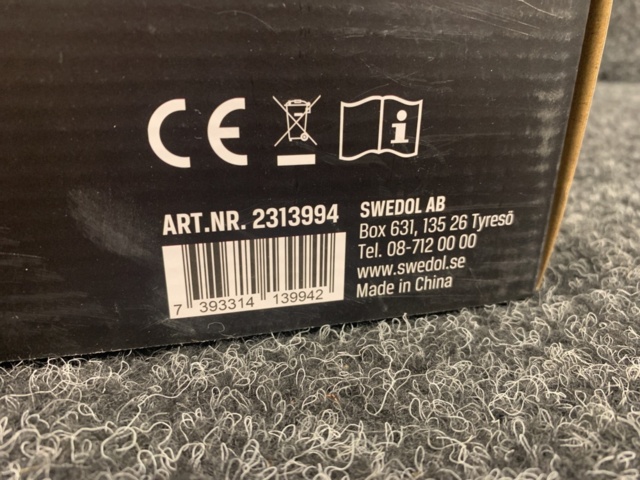 CE
i
ART.NR. 2313994
7 393314 139942
SWEDOL AB
Box 631, 135 26 Tyresö
Tel. 08-712 00 00
www.swedol.se
Made in China